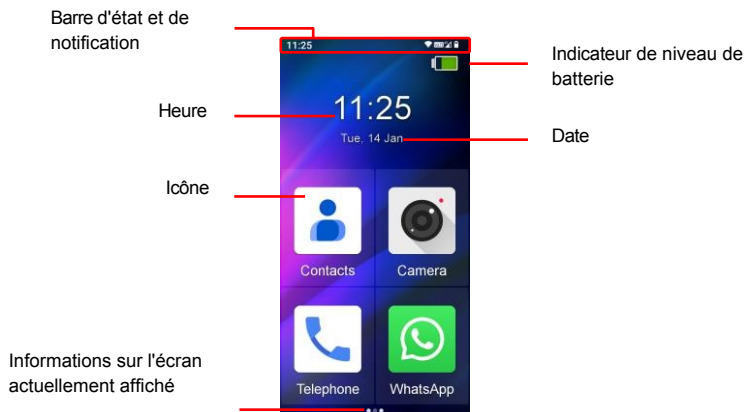 Barre d'état et de
notification
11:25
Indicateur de niveau de
batterie
Heure
11:25
Tue, 14 Jan
Date
Icône
Contacts
Camera
Telephone
WhatsApp
Informations sur l'écran
actuellement affiché